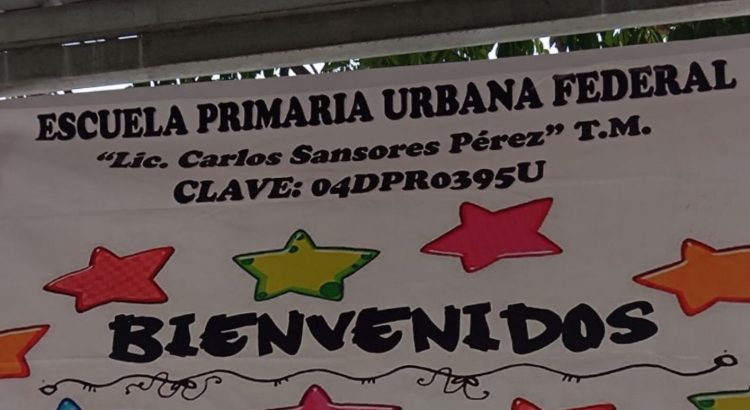 ESCUELA PRIMARIA URBANA FEDERAL
"Lic. Carlos Sansores Pérez" T.M.
CLAVE: 04DPR0395U
BIENVENIDOS